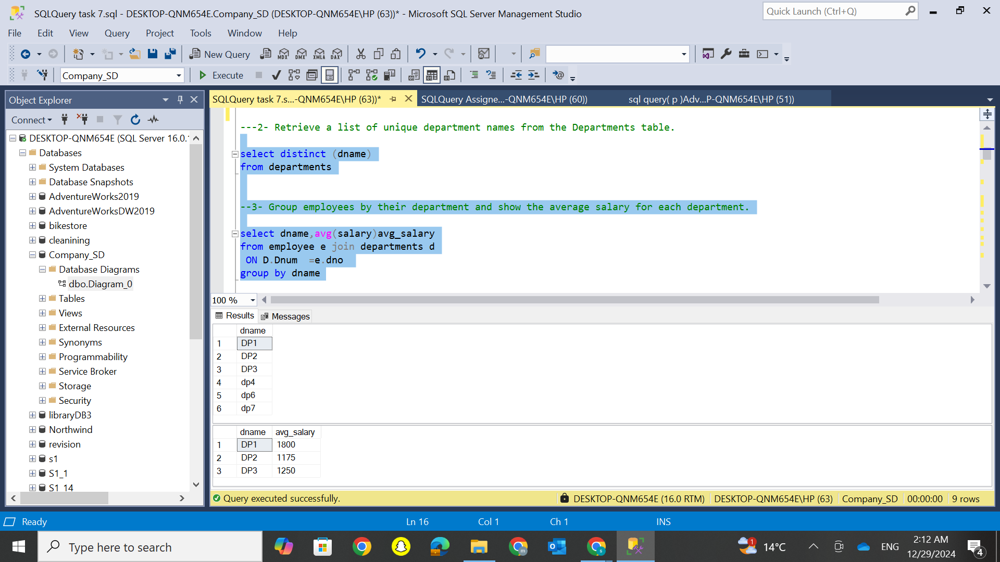 SQLQuery task 7.sql - DESKTOP-QNM654E.Company_SD (DESKTOP-QNM654E\HP (63))* - Microsoft SQL Server Management Studio
Quick Launch (Ctrl+Q)
File Edit View Query Project Tools Window Help
New Query MDX DMX XMLA DAX
Company_SD Execute
Object Explorer
SQLQuery task 7.s...-QNM654E\HP (63))* SQLQuery Assigne...-QNM654E\HP (60)) sql query( p )Adv...P-QNM654E\HP (51))
Connect
DESKTOP-QNM654E (SQL Server 16.0.
Databases
System Databases
Database Snapshots
AdventureWorks2019
AdventureWorksDW2019
bikestore
cleanining
Company_SD
Database Diagrams
dbo.Diagram_0
Tables
Views
External Resources
Synonyms
Programmability
Service Broker
Storage
Security
libraryDB3
Northwind
revision
s1
S1_1
S1_14
---2- Retrieve a list of unique department names from the Departments table.
select distinct (dname)
from departments
--3- Group employees by their department and show the average salary for each department.
select dname,avg(salary)avg_salary
from employee e join departments d
ON D.Dnum  =e.dno
group by dname
100 %
Results Messages
dname
1 DP1
2 DP2
3 DP3
4 dp4
5 dp6
6 dp7
dname avg_salary
1 DP1 1800
2 DP2 1175
3 DP3 1250
Query executed successfully. DESKTOP-QNM654E (16.0 RTM) DESKTOP-QNM654E\HP (63) Company_SD 00:00:00 9 rows
Ready Ln 16 Col 1 Ch 1 INS
Type here to search
1 14°C ENG
2:12 AM
12/29/2024
4